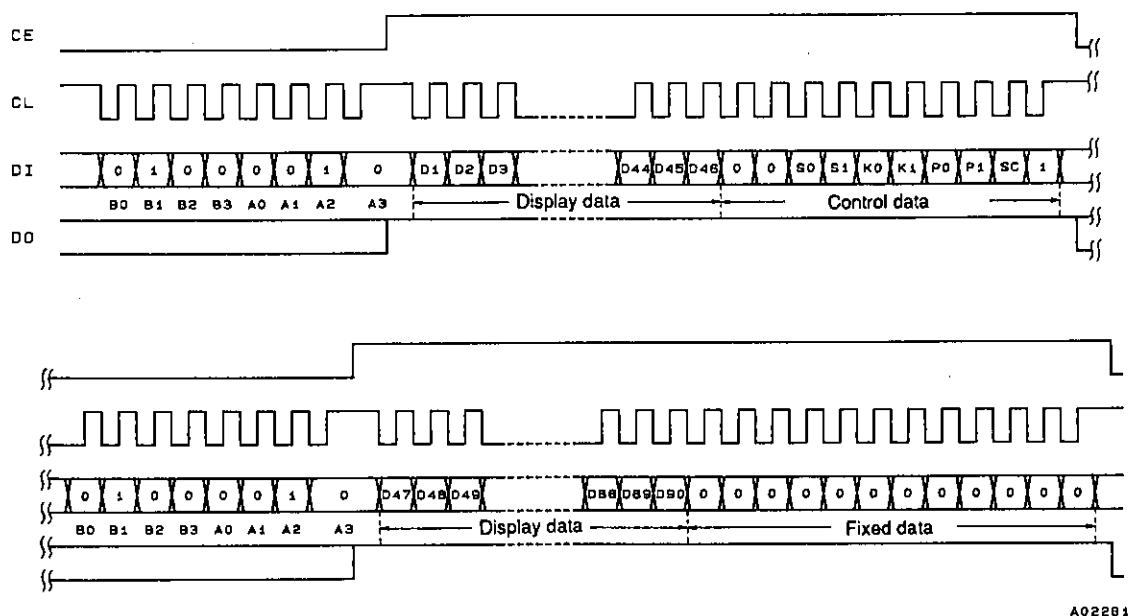 CE
CL
DI 0 1 0 0 0 0 1 0 D1 D2 D3 D44 D45 D46 0 0 S0 S1 K0 K1 P0 P1 SC 1
B0 B1 B2 B3 A0 A1 A2 A3 Display data Control data
DO
0 1 0 0 0 0 1 0 D47 D48 D49 D88 D89 D90 0 0 0 0 0 0 0 0 0 0 0 0
B0 B1 B2 B3 A0 A1 A2 A3 Display data Fixed data
A02281